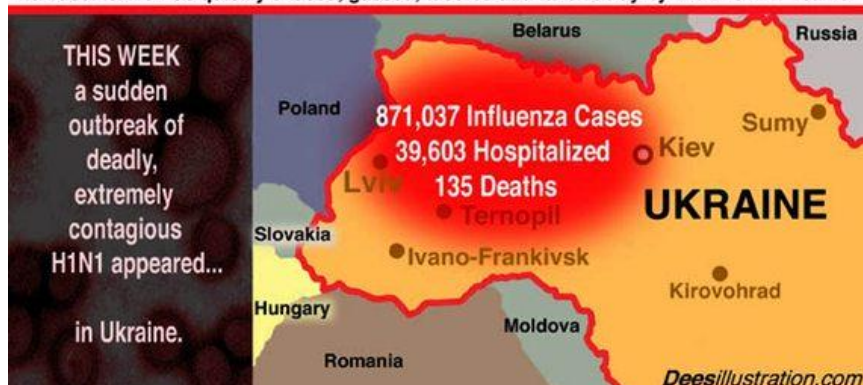 THIS WEEK
a sudden
outbreak of
deadly,
extremely
contagious
H1N1 appeared...
in Ukraine.
Belarus
Russia
Poland
871,037 Influenza Cases
39,603 Hospitalized
135 Deaths
Sumy
Kiev
Lviv
UKRAINE
Ternopil
Slovakia
Ivano-Frankivsk
Kirovohrad
Hungary
Moldova
Romania
Deesillustration.com